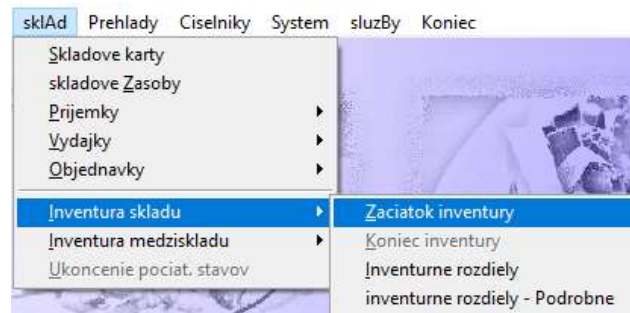 sklAd Prehlady Ciselniky System sluzBy Koniec
Skladove karty
skladove Zasoby
Prijemky
Vydajky
Objednavky
Inventura skladu
Zaciatok inventury
Inventura medziskladu
Koniec inventury
Ukoncenie pociat. stavov
Inventurne rozdiely
inventurne rozdiely - Podrobne